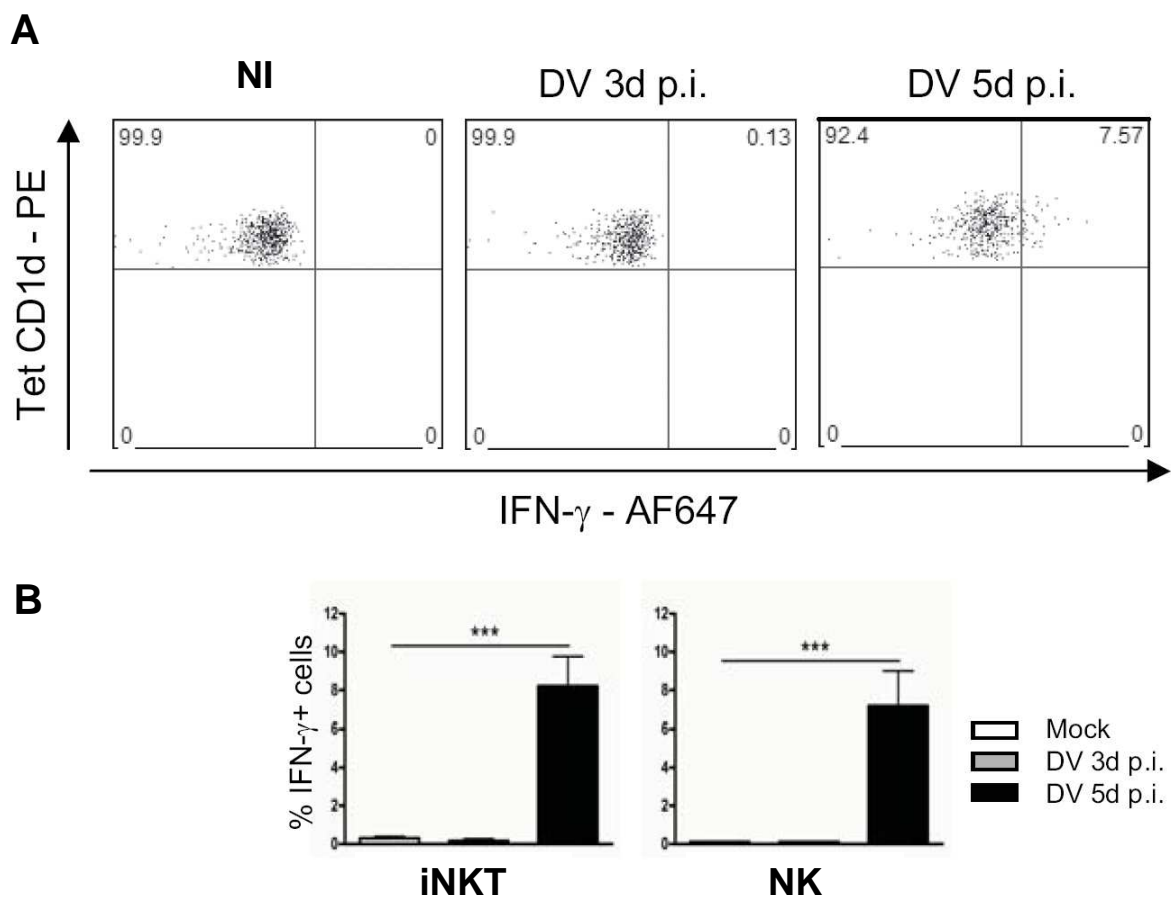 A
NI
DV 3d p.i.
DV 5d p.i.
99.9
0
99.9
0.13
92.4
7.57
Tet CD1d - PE
0
0
0
0
0
0
IFN-γ - AF647
B
% IFN-γ+ cells
12
10
8
6
4
2
0
***
iNKT
12
10
8
6
4
2
0
***
NK
Mock
DV 3d p.i.
DV 5d p.i.